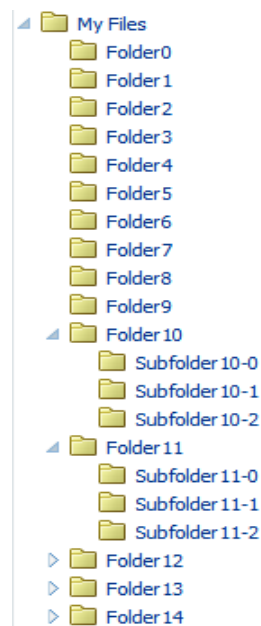 My Files
Folder0
Folder1
Folder2
Folder3
Folder4
Folder5
Folder6
Folder7
Folder8
Folder9
Folder10
Subfolder10-0
Subfolder10-1
Subfolder10-2
Folder11
Subfolder11-0
Subfolder11-1
Subfolder11-2
Folder12
Folder13
Folder14